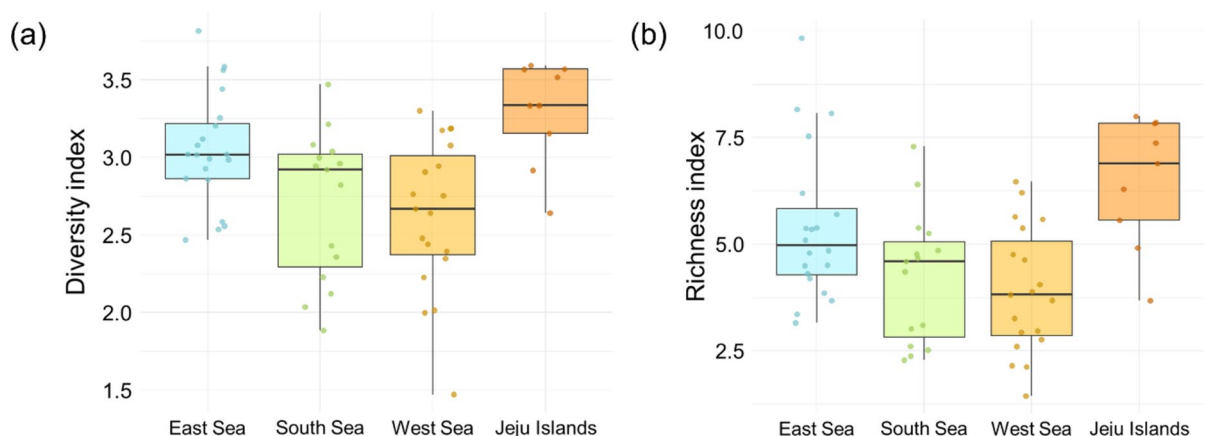 (a)
Diversity index
3.5
3.0
2.5
2.0
1.5
East Sea South Sea West Sea Jeju Islands
(b)
Richness index
10.0
7.5
5.0
2.5
East Sea South Sea West Sea Jeju Islands